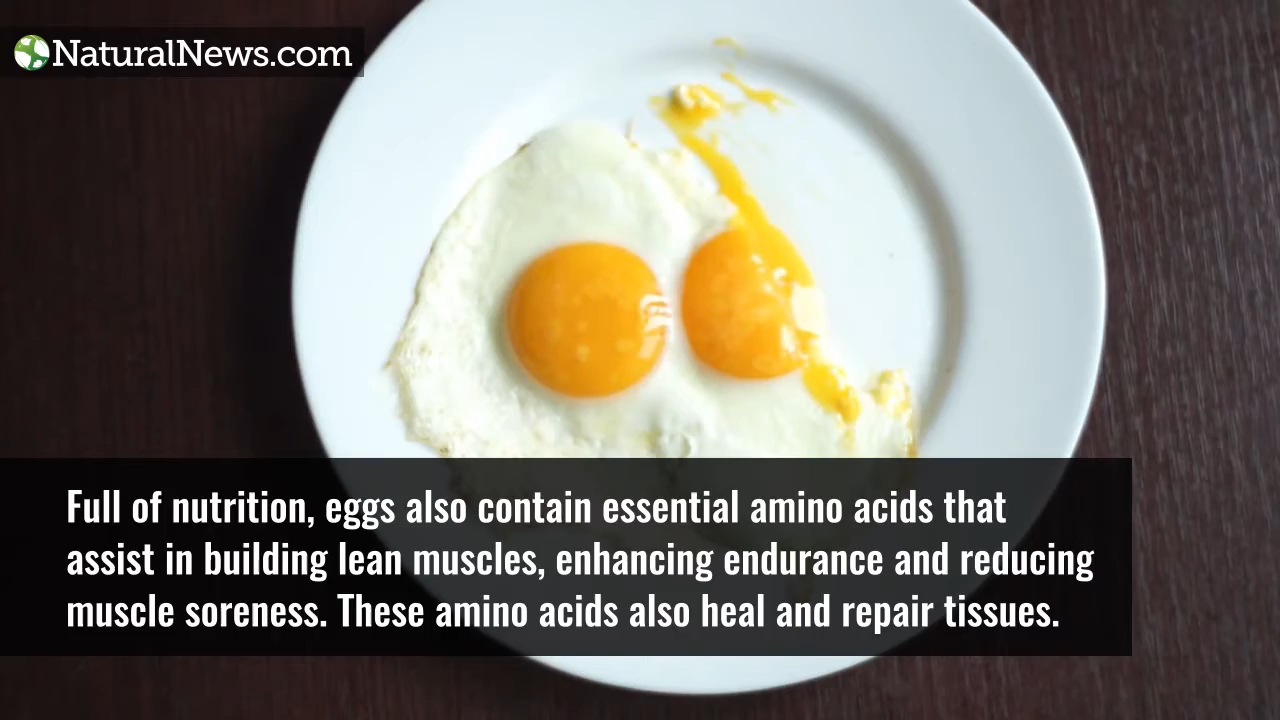 NaturalNews.com
Full of nutrition, eggs also contain essential amino acids that
assist in building lean muscles, enhancing endurance and reducing
muscle soreness. These amino acids also heal and repair tissues.